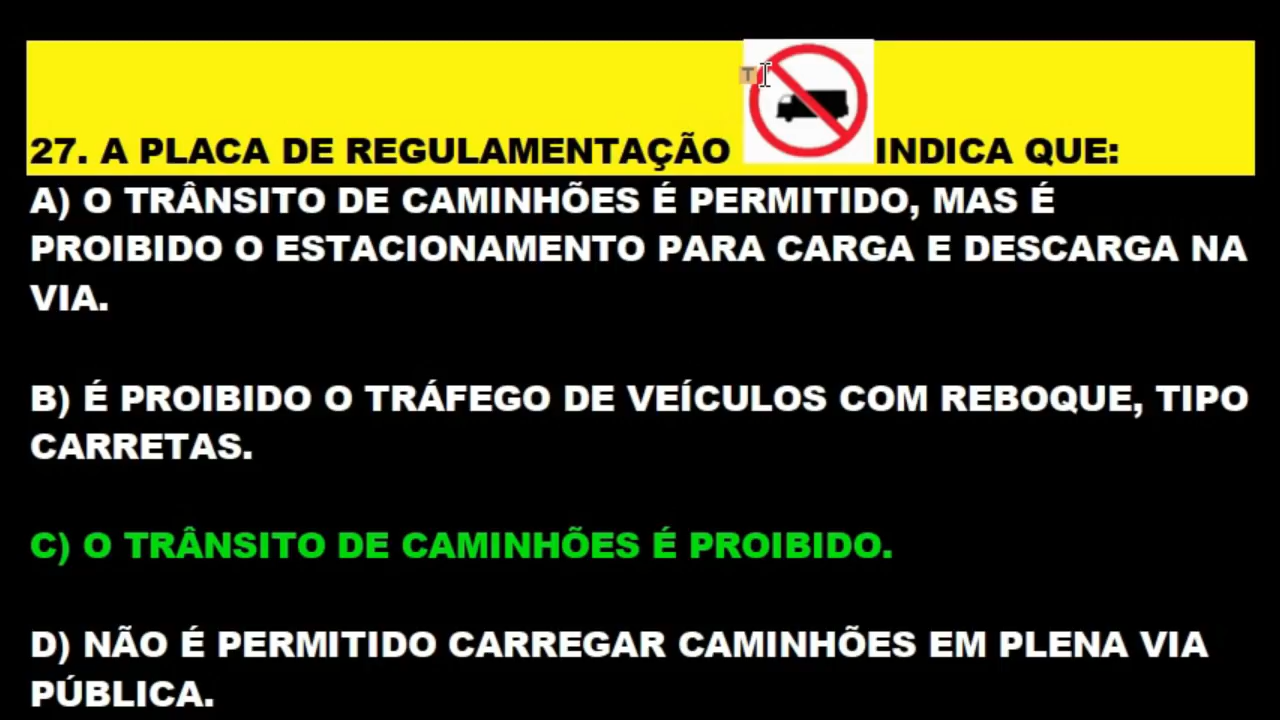 27. A PLACA DE REGULAMENTAÇÃO INDICA QUE:
A) O TRÂNSITO DE CAMINHÕES É PERMITIDO, MAS É
PROIBIDO O ESTACIONAMENTO PARA CARGA E DESCARGA NA
VIA.
B) É PROIBIDO O TRÁFEGO DE VEÍCULOS COM REBOQUE, TIPO
CARRETAS.
C) O TRÂNSITO DE CAMINHÕES É PROIBIDO.
D) NÃO É PERMITIDO CARREGAR CAMINHÕES EM PLENA VIA
PÚBLICA.